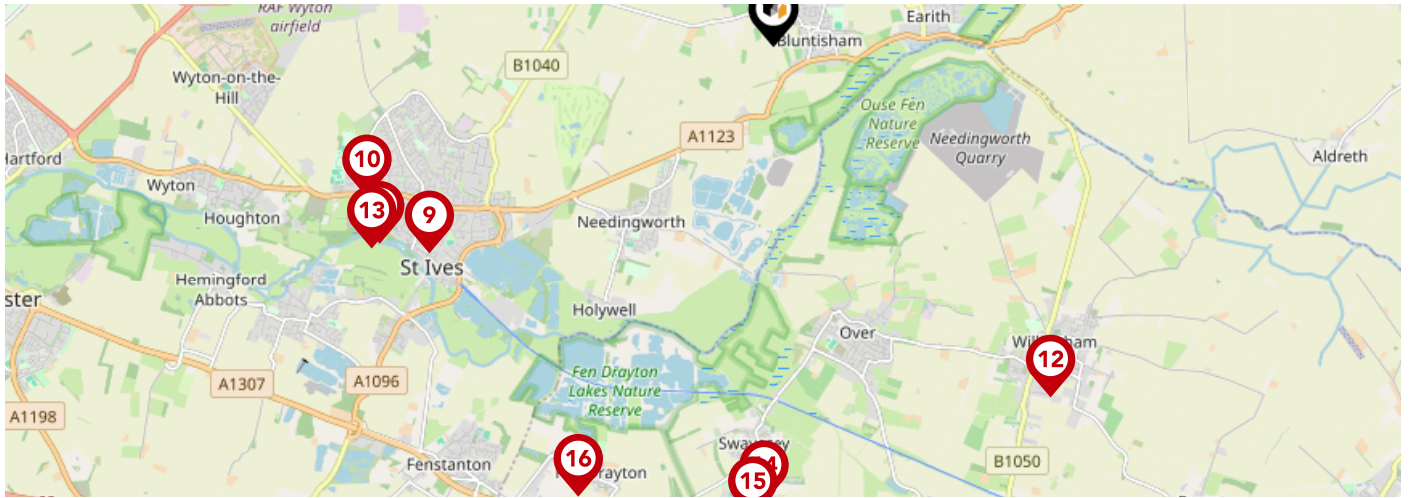 RAF Wyton
airfield
Earith
Bluntisham
B1040
Wyton-on-the-
Hill
Ouse Fen
Nature
Reserve
A1123
Needingworth
Quarry
Hartford
10
Aldreth
Wyton
Houghton
13
9
Needingworth
St Ives
Hemingford
Abbots
ster
Holywell
Over
12
Fen Drayton
Lakes Nature
Reserve
A1307
A1096
A1198
Fenstanton
16
rayton
15
B1050